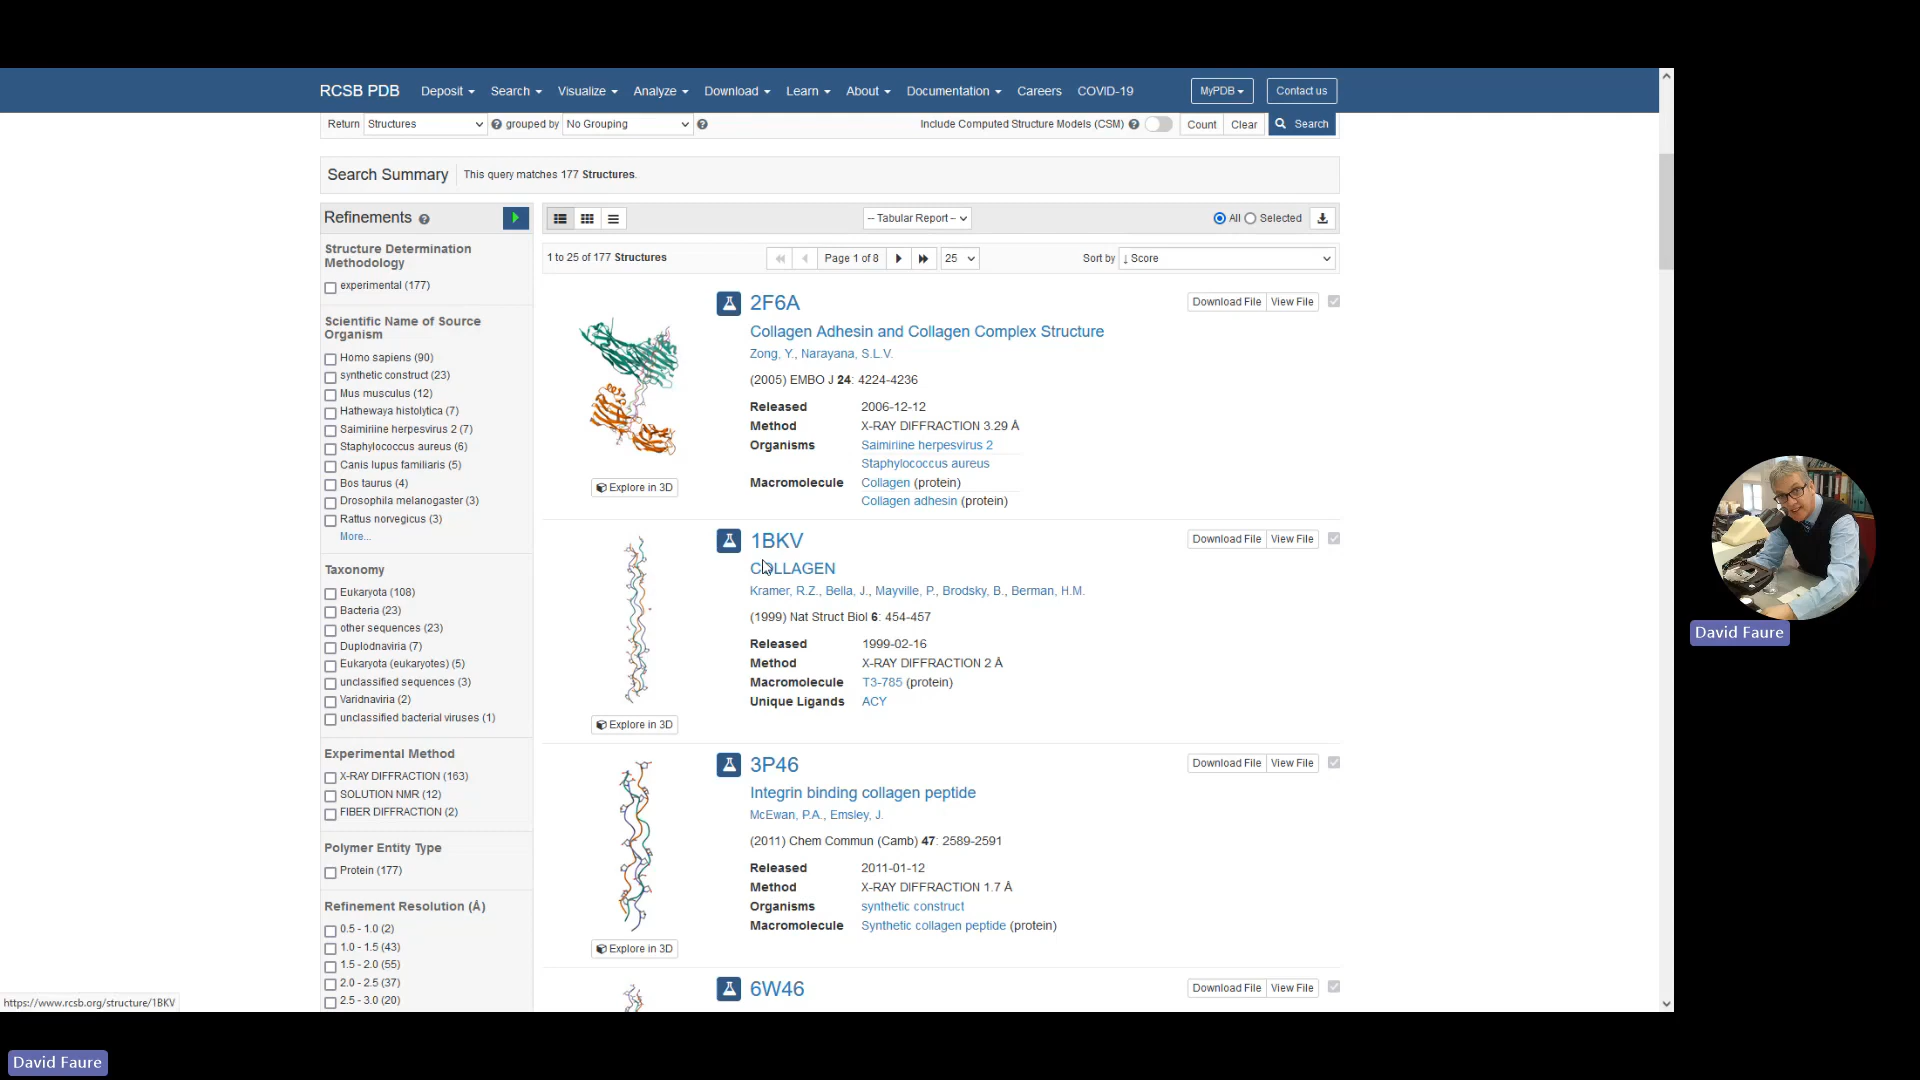 RCSB PDB Deposit Search Visualize Analyze Download Learn About Documentation Careers COVID-19 MyPDB Contact us
Return Structures grouped by No Grouping Include Computed Structure Models (CSM) Count Clear Search
Search Summary This query matches 177 Structures.
Refinements
-- Tabular Report -- All Selected
Structure Determination
Methodology
experimental (177)
Scientific Name of Source
Organism
Homo sapiens (90)
synthetic construct (23)
Mus musculus (12)
Hathewaya histolytica (7)
Saimiriine herpesvirus 2 (7)
Staphylococcus aureus (6)
Canis lupus familiaris (5)
Bos taurus (4)
Drosophila melanogaster (3)
Rattus norvegicus (3)
More...
Taxonomy
Eukaryota (108)
Bacteria (23)
other sequences (23)
Duplodnaviria (7)
Eukaryota (eukaryotes) (5)
unclassified sequences (3)
Varidnaviria (2)
unclassified bacterial viruses (1)
Experimental Method
X-RAY DIFFRACTION (163)
SOLUTION NMR (12)
FIBER DIFFRACTION (2)
Polymer Entity Type
Protein (177)
Refinement Resolution (Å)
0.5 - 1.0 (2)
1.0 - 1.5 (43)
1.5 - 2.0 (55)
2.0 - 2.5 (37)
2.5 - 3.0 (20)
1 to 25 of 177 Structures Page 1 of 8 25 Sort by ↓ Score
2F6A Download File View File
Collagen Adhesin and Collagen Complex Structure
Zong, Y., Narayana, S.L.V.
(2005) EMBO J 24: 4224-4236
Released 2006-12-12
Method X-RAY DIFFRACTION 3.29 Å
Organisms Saimiriine herpesvirus 2
Staphylococcus aureus
Macromolecule Collagen (protein)
Collagen adhesin (protein)
Explore in 3D
1BKV Download File View File
COLLAGEN
Kramer, R.Z., Bella, J., Mayville, P., Brodsky, B., Berman, H.M.
(1999) Nat Struct Biol 6: 454-457
Released 1999-02-16
Method X-RAY DIFFRACTION 2 Å
Macromolecule T3-785 (protein)
Unique Ligands ACY
Explore in 3D
3P46 Download File View File
Integrin binding collagen peptide
McEwan, P.A., Emsley, J.
(2011) Chem Commun (Camb) 47: 2589-2591
Released 2011-01-12
Method X-RAY DIFFRACTION 1.7 Å
Organisms synthetic construct
Macromolecule Synthetic collagen peptide (protein)
Explore in 3D
6W46 Download File View File
https://www.rcsb.org/structure/1BKV
David Faure
David Faure